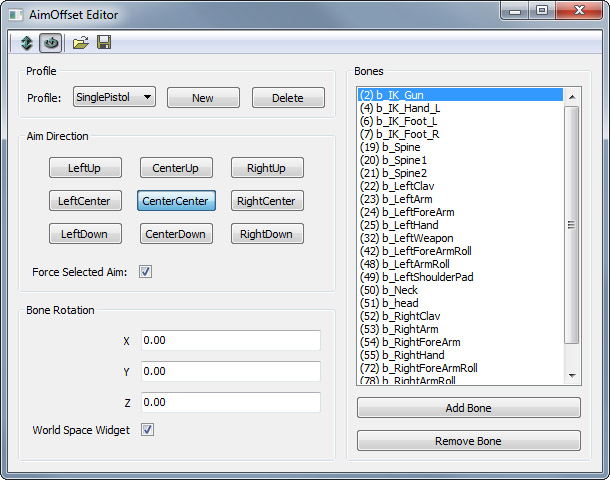 AimOffset Editor
Profile
Profile: SinglePistol New Delete
Aim Direction
LeftUp CenterUp RightUp
LeftCenter CenterCenter RightCenter
LeftDown CenterDown RightDown
Force Selected Aim:
Bone Rotation
X 0.00
Y 0.00
Z 0.00
World Space Widget
Bones
(2) b_IK_Gun
(4) b_IK_Hand_L
(6) b_IK_Foot_L
(7) b_IK_Foot_R
(19) b_Spine
(20) b_Spine1
(21) b_Spine2
(22) b_LeftClav
(23) b_LeftArm
(24) b_LeftForeArm
(25) b_LeftHand
(32) b_LeftWeapon
(42) b_LeftForeArmRoll
(48) b_LeftArmRoll
(49) b_LeftShoulderPad
(50) b_Neck
(51) b_head
(52) b_RightClav
(53) b_RightArm
(54) b_RightForeArm
(55) b_RightHand
(72) b_RightForeArmRoll
(78) b_RightArmRoll
Add Bone
Remove Bone